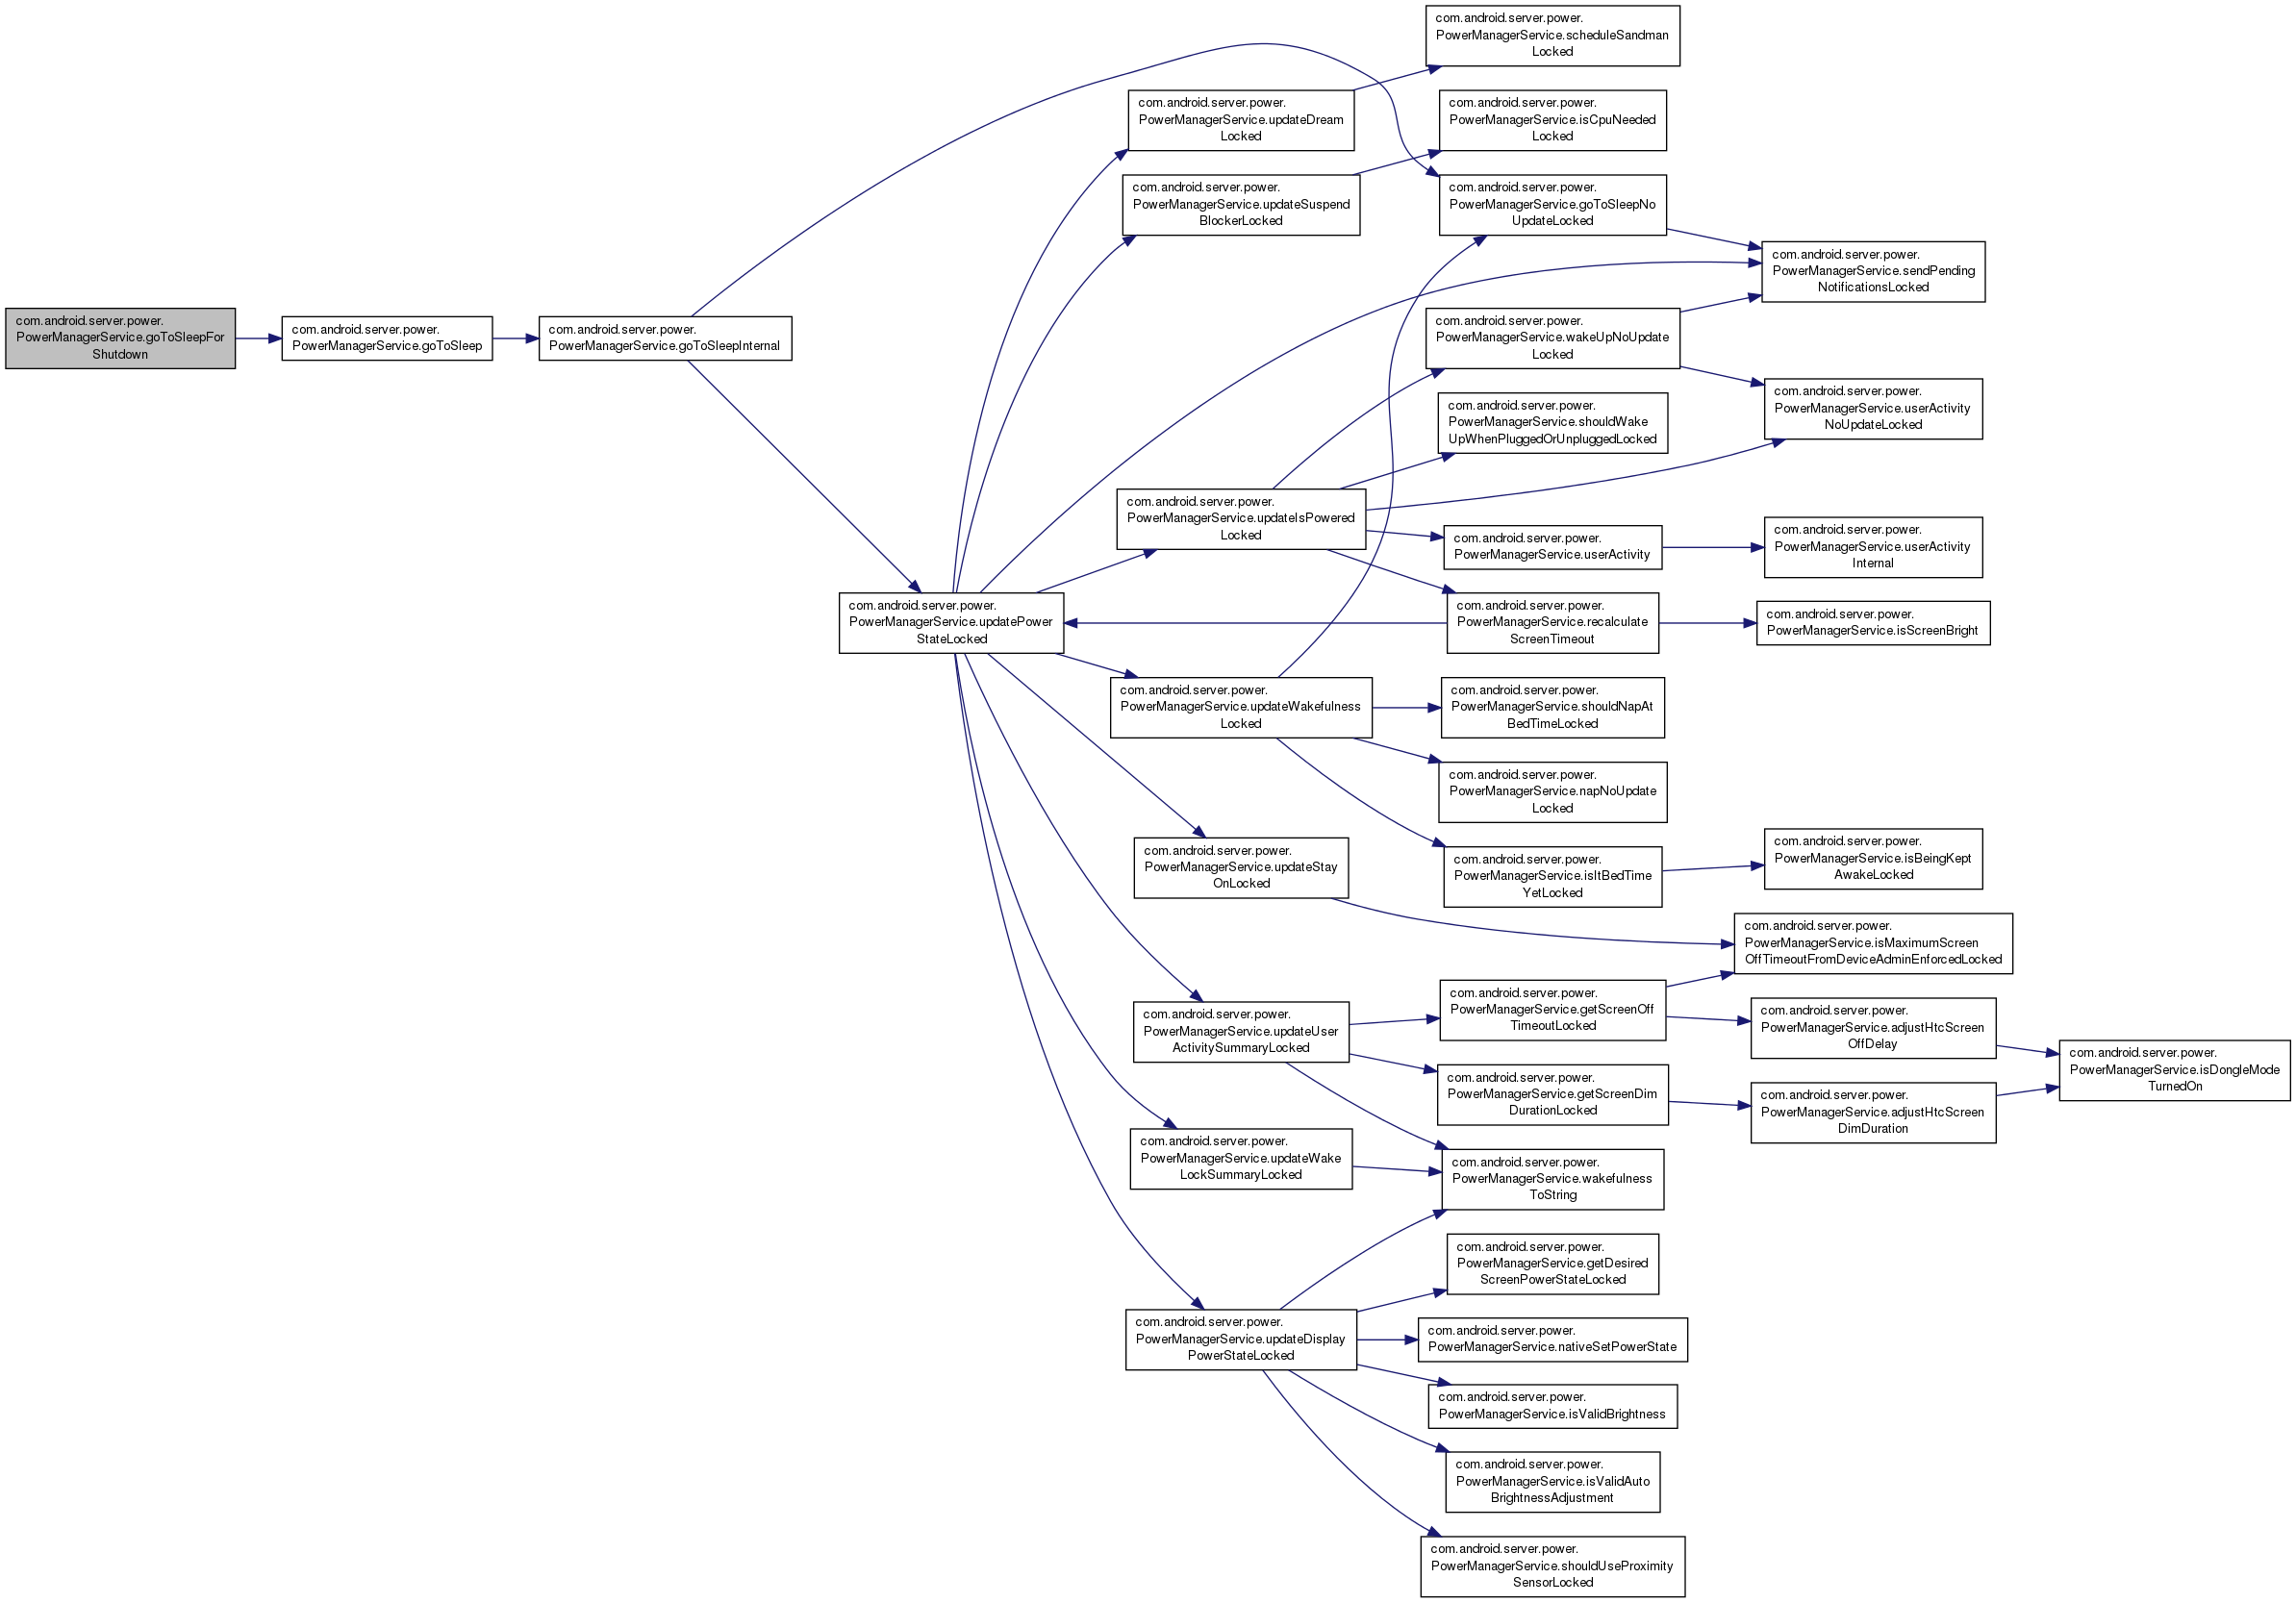 com.android.server.power.
PowerManagerService.goToSleepFor
Shutdown
com.android.server.power.
PowerManagerService.goToSleep
com.android.server.power.
PowerManagerService.goToSleepInternal
com.android.server.power.
PowerManagerService.updatePower
StateLocked
com.android.server.power.
PowerManagerService.updateDream
Locked
com.android.server.power.
PowerManagerService.updateSuspend
BlockerLocked
com.android.server.power.
PowerManagerService.updateIsPowered
Locked
com.android.server.power.
PowerManagerService.updateWakefulness
Locked
com.android.server.power.
PowerManagerService.updateStay
OnLocked
com.android.server.power.
PowerManagerService.updateUser
ActivitySummaryLocked
com.android.server.power.
PowerManagerService.updateWake
LockSummaryLocked
com.android.server.power.
PowerManagerService.updateDisplay
PowerStateLocked
com.android.server.power.
PowerManagerService.scheduleSandman
Locked
com.android.server.power.
PowerManagerService.isCpuNeeded
Locked
com.android.server.power.
PowerManagerService.goToSleepNo
UpdateLocked
com.android.server.power.
PowerManagerService.wakeUpNoUpdate
Locked
com.android.server.power.
PowerManagerService.shouldWake
UpWhenPluggedOrUnpluggedLocked
com.android.server.power.
PowerManagerService.userActivity
com.android.server.power.
PowerManagerService.recalculate
ScreenTimeout
com.android.server.power.
PowerManagerService.shouldNapAt
BedTimeLocked
com.android.server.power.
PowerManagerService.napNoUpdate
Locked
com.android.server.power.
PowerManagerService.isItBedTime
YetLocked
com.android.server.power.
PowerManagerService.getScreenOff
TimeoutLocked
com.android.server.power.
PowerManagerService.getScreenDim
DurationLocked
com.android.server.power.
PowerManagerService.wakefulness
ToString
com.android.server.power.
PowerManagerService.getDesired
ScreenPowerStateLocked
com.android.server.power.
PowerManagerService.nativeSetPowerState
com.android.server.power.
PowerManagerService.isValidBrightness
com.android.server.power.
PowerManagerService.isValidAuto
BrightnessAdjustment
com.android.server.power.
PowerManagerService.shouldUseProximity
SensorLocked
com.android.server.power.
PowerManagerService.sendPending
NotificationsLocked
com.android.server.power.
PowerManagerService.userActivity
NoUpdateLocked
com.android.server.power.
PowerManagerService.userActivity
Internal
com.android.server.power.
PowerManagerService.isScreenBright
com.android.server.power.
PowerManagerService.isBeingKept
AwakeLocked
com.android.server.power.
PowerManagerService.isMaximumScreen
OffTimeoutFromDeviceAdminEnforcedLocked
com.android.server.power.
PowerManagerService.adjustHtcScreen
OffDelay
com.android.server.power.
PowerManagerService.adjustHtcScreen
DimDuration
com.android.server.power.
PowerManagerService.isDongleMode
TurnedOn